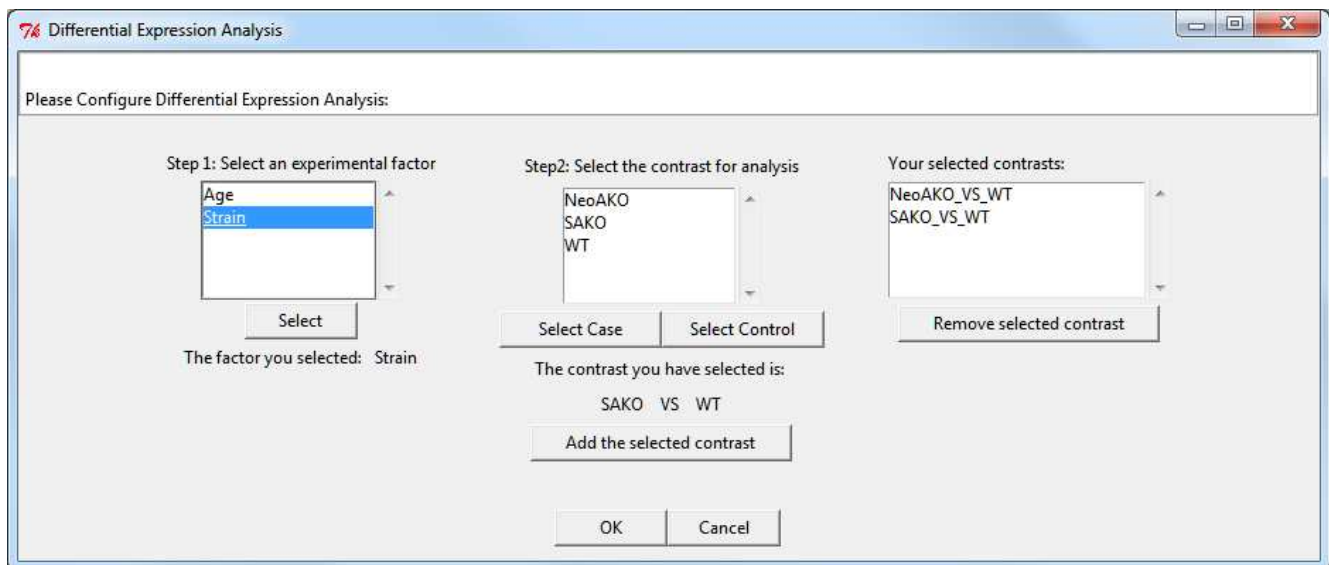 Differential Expression Analysis
Please Configure Differential Expression Analysis:
Step 1: Select an experimental factor
Age
Strain
Select
The factor you selected: Strain
Step2: Select the contrast for analysis
NeoAKO
SAKO
WT
Select Case
Select Control
The contrast you have selected is:
SAKO VS WT
Add the selected contrast
Your selected contrasts:
NeoAKO_VS_WT
SAKO_VS_WT
Remove selected contrast
OK
Cancel